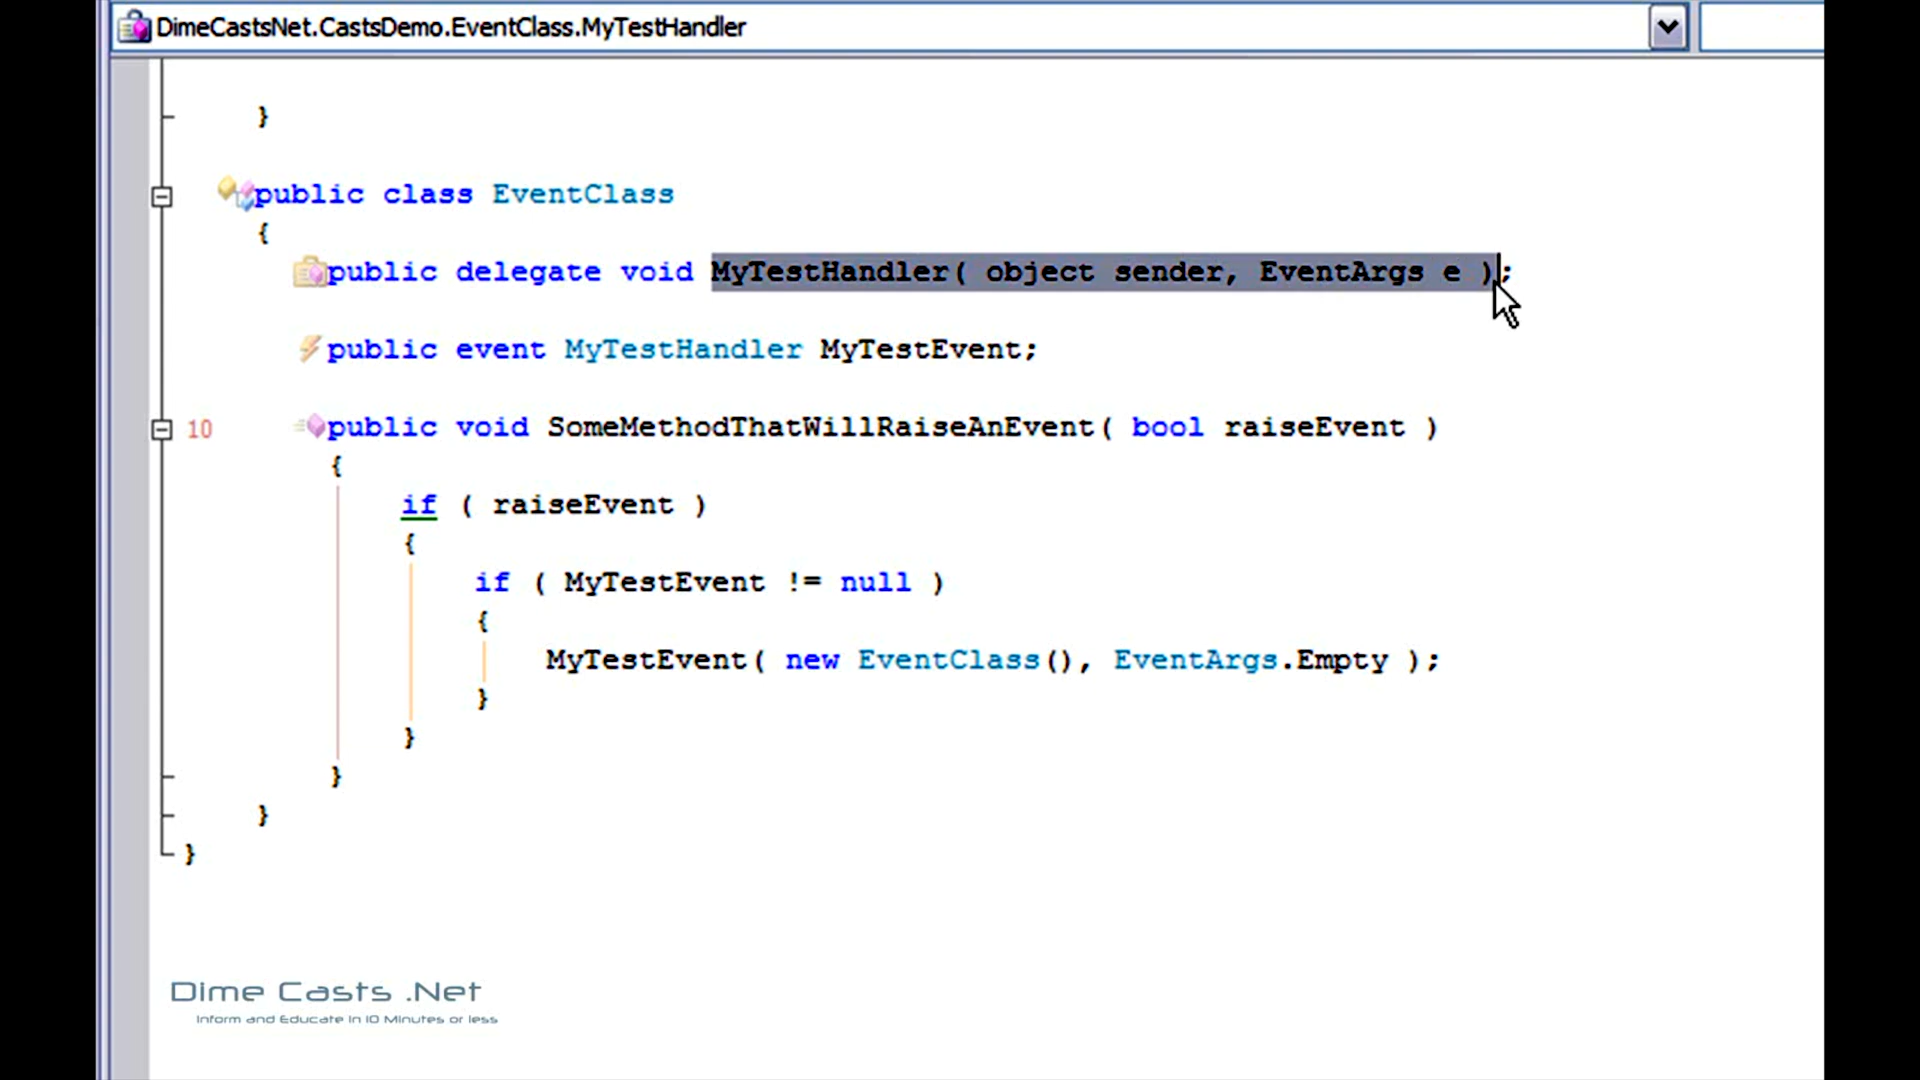 DimeCastsNet.CastsDemo.EventClass.MyTestHandler
}
public class EventClass
{
public delegate void MyTestHandler( object sender, EventArgs e );
public event MyTestHandler MyTestEvent;
10 public void SomeMethodThatWillRaiseAnEvent( bool raiseEvent )
{
if ( raiseEvent )
{
if ( MyTestEvent != null )
{
MyTestEvent( new EventClass(), EventArgs.Empty );
}
}
}
}
}
Dime Casts .Net
Inform and Educate in 10 Minutes or less